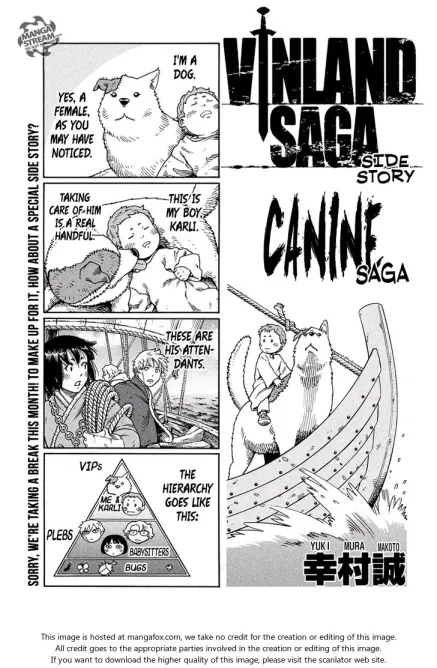 MANGA
STREAM
VINLAND
SAGA
SIDE
STORY
CANINE
SAGA
SORRY, WE'RE TAKING A BREAK THIS MONTH! TO MAKE UP FOR IT, HOW ABOUT A SPECIAL SIDE STORY?
I'M A
DOG.
YES, A
FEMALE,
AS YOU
MAY HAVE
NOTICED.
THIS IS
MY BOY,
KARLI.
TAKING
CARE OF HIM
IS A REAL
HANDFUL.
THESE ARE
HIS ATTEN-
DANTS.
THE
HIERARCHY
GOES LIKE
THIS:
VIPs
ME &
KARLI
PLEBS
BABYSITTERS
BUGS
YUKI MURA MAKOTO
幸村誠
This image is hosted at mangafox.com, we take no credit for the creation or editing of this image.
All credit goes to the appropriate parties involved in the creation or editing of this image.
If you want to download the higher quality of this image, please visit the scanlator web site.